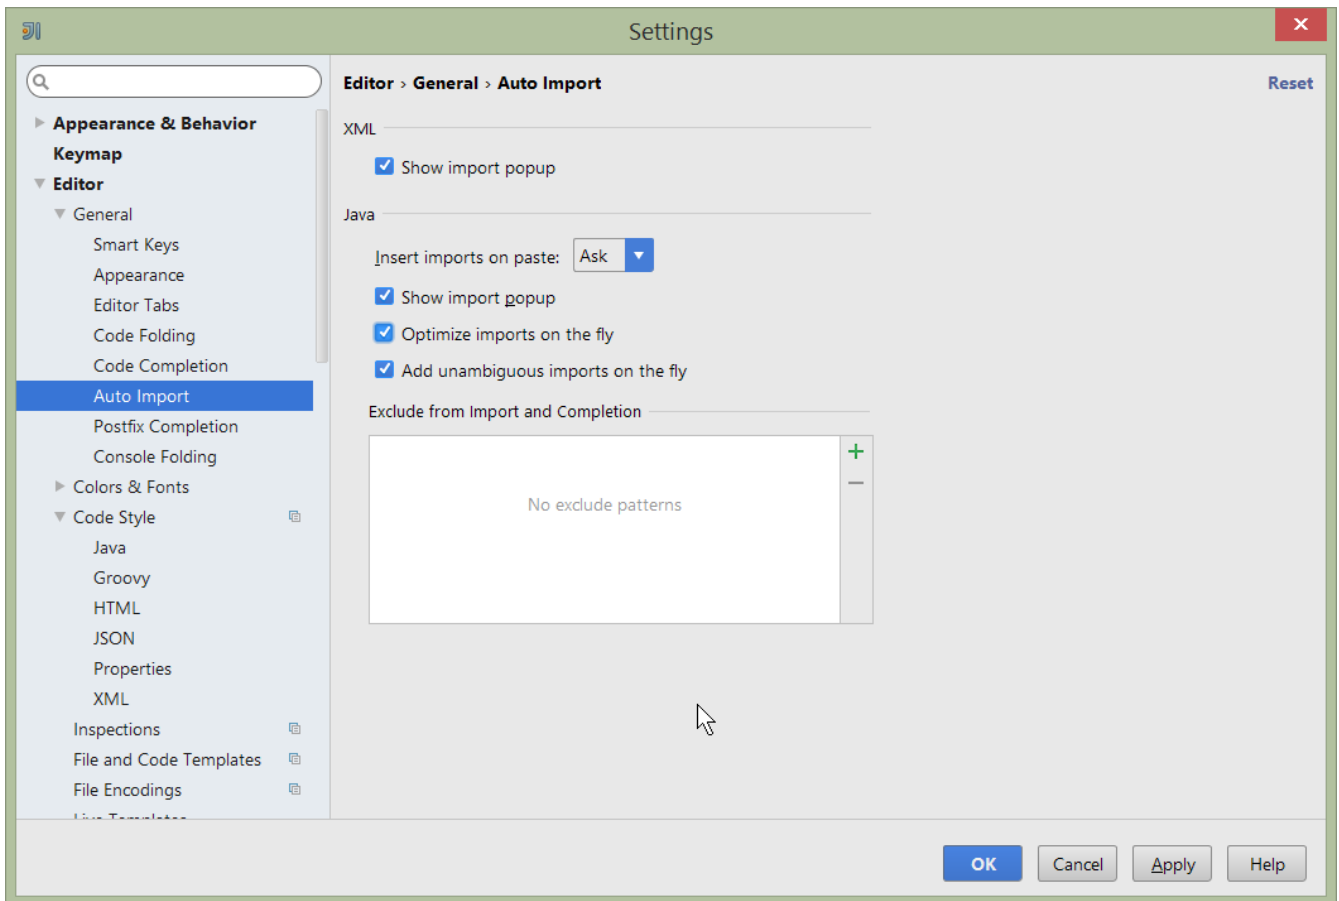 Settings
Editor › General › Auto Import
Reset
Appearance & Behavior
Keymap
Editor
General
Smart Keys
Appearance
Editor Tabs
Code Folding
Code Completion
Auto Import
Postfix Completion
Console Folding
Colors & Fonts
Code Style
Java
Groovy
HTML
JSON
Properties
XML
Inspections
File and Code Templates
File Encodings
Live Templates
XML
Show import popup
Java
Insert imports on paste: Ask
Show import popup
Optimize imports on the fly
Add unambiguous imports on the fly
Exclude from Import and Completion
No exclude patterns
OK
Cancel
Apply
Help